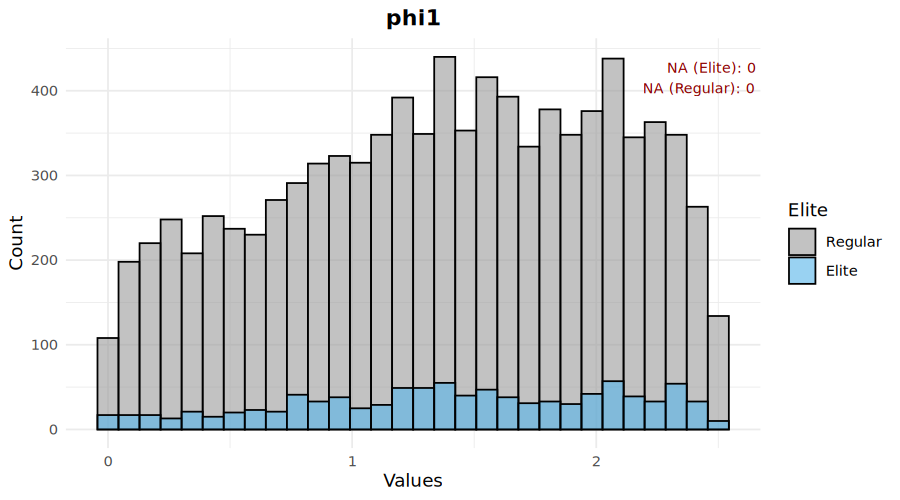 phi1
NA (Elite): 0
NA (Regular): 0
400
300
200
100
0
Count
0 1 2
Values
Elite
Regular
Elite